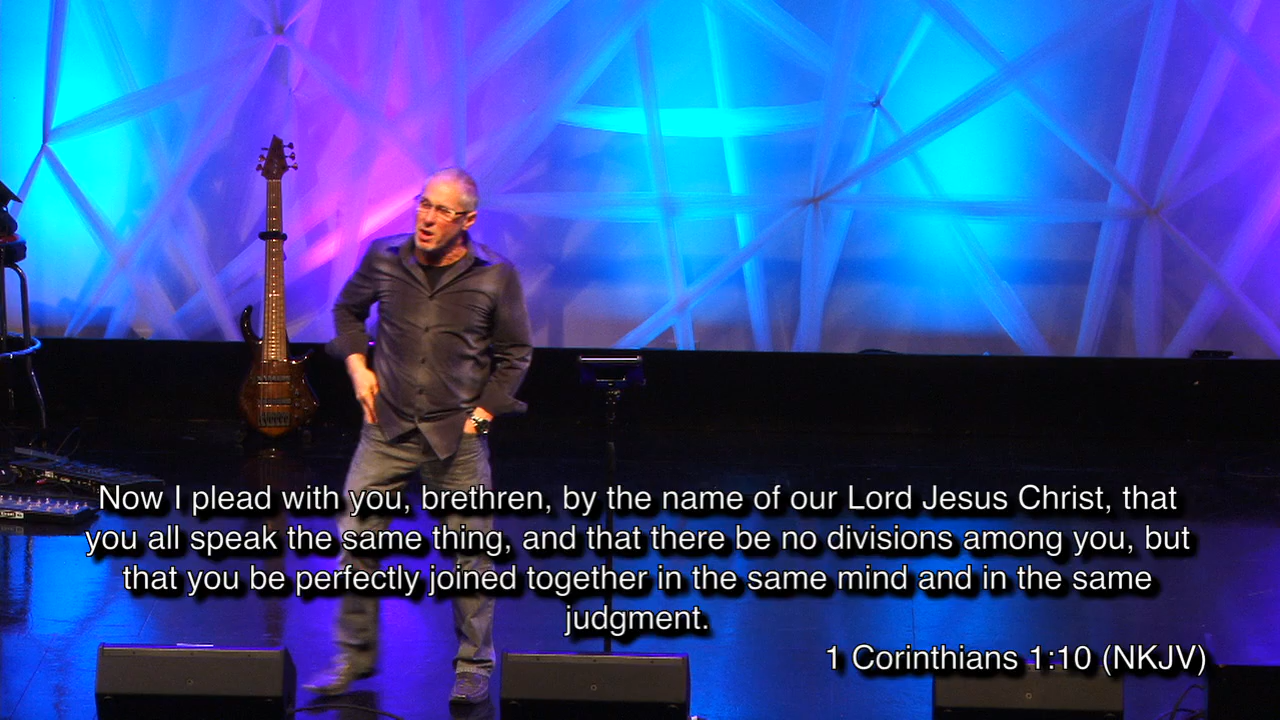 Now I plead with you, brethren, by the name of our Lord Jesus Christ, that
you all speak the same thing, and that there be no divisions among you, but
that you be perfectly joined together in the same mind and in the same
judgment.
1 Corinthians 1:10 (NKJV)